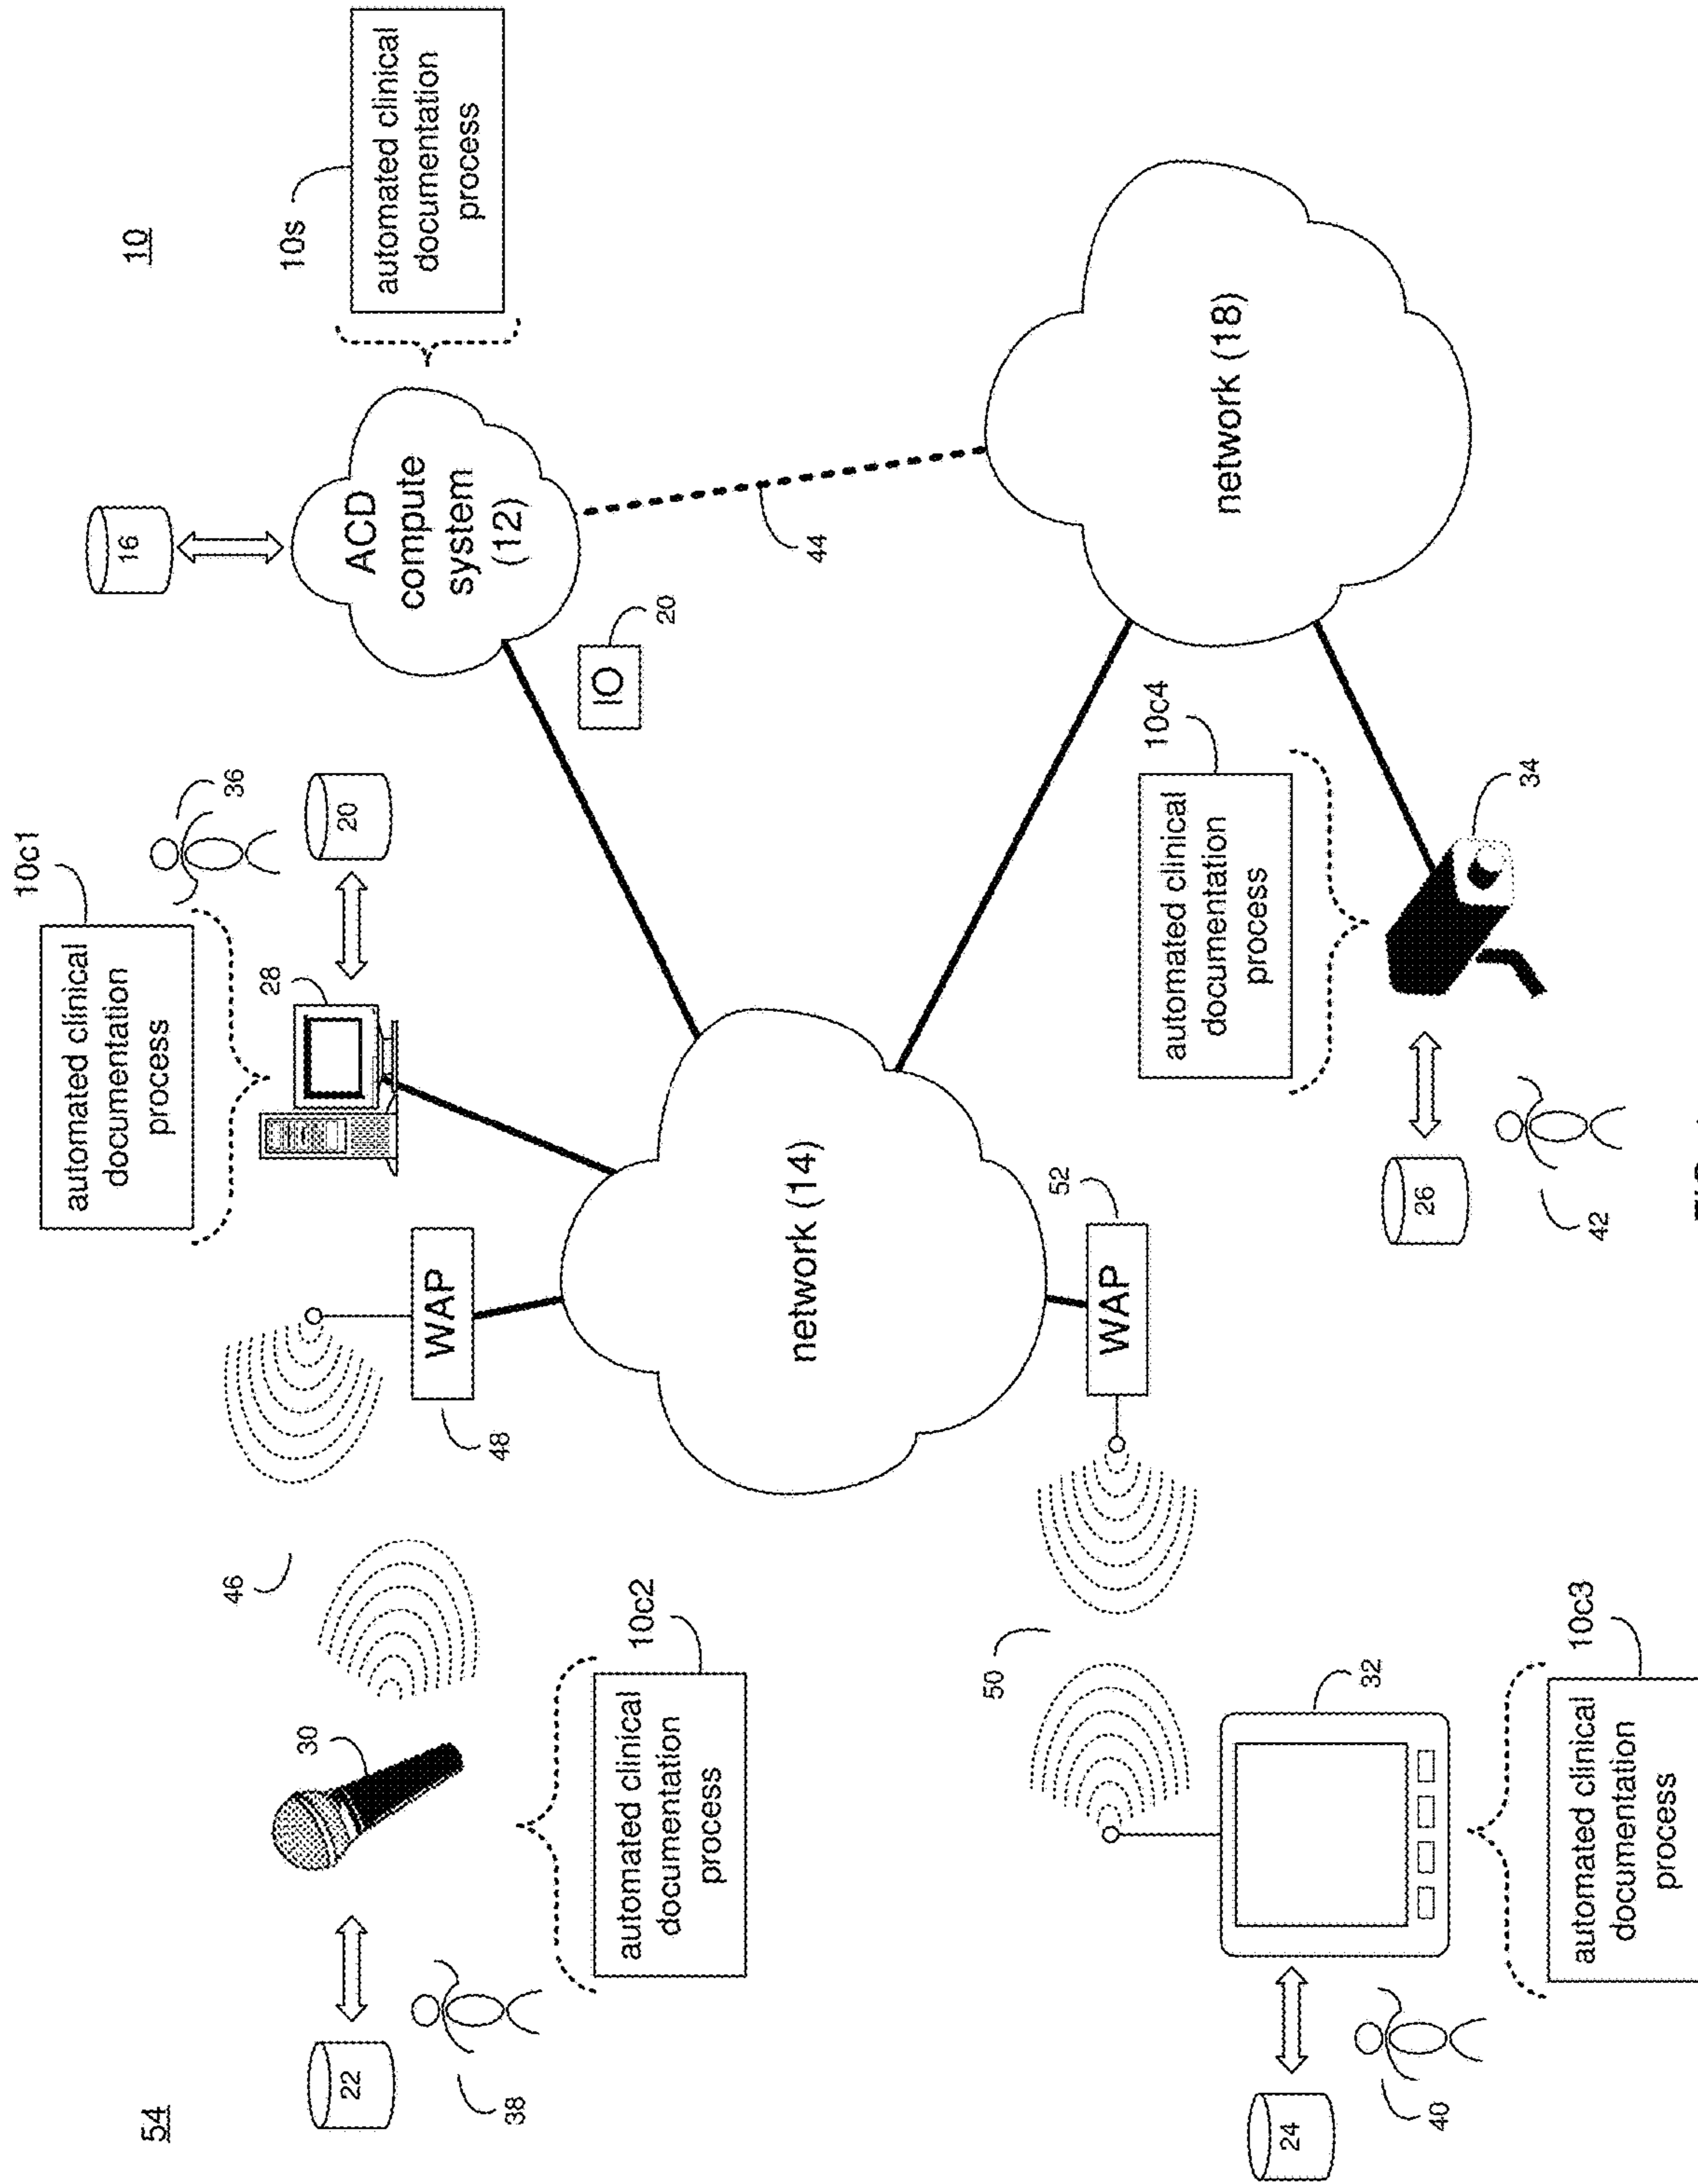 10c1
automated clinical
documentation
process
16
10
54
36
46
28
10s
automated clinical
documentation
process
30
20
22
ACD
compute
system
(12)
WAP
48
38
IO
20
10c2
automated clinical
documentation
process
network (14)
44
50
52
WAP
10c4
automated clinical
documentation
process
network (18)
24
32
26
40
34
10c3
automated clinical
documentation
process
42